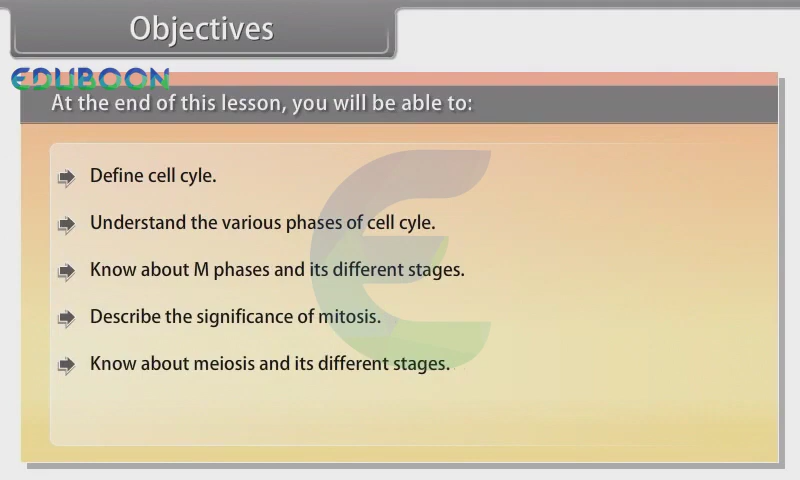 Objectives
EDUBOON
At the end of this lesson, you will be able to:
Define cell cyle.
Understand the various phases of cell cyle.
Know about M phases and its different stages.
Describe the significance of mitosis.
Know about meiosis and its different stages.